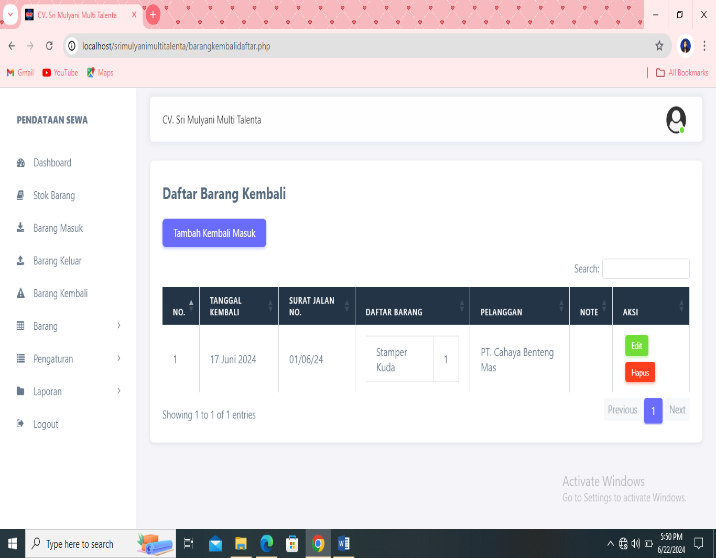 CV. Sri Mulyani Multi Talenta
localhost/srimulyanimultitalenta/barangkembalidaftar.php
Gmail YouTube Maps All Bookmarks
PENDATAAN SEWA
Dashboard
Stok Barang
Barang Masuk
Barang Keluar
Barang Kembali
Barang
Pengaturan
Laporan
Logout
CV. Sri Mulyani Multi Talenta
Daftar Barang Kembali
Tambah Kembali Masuk
Search:
NO. TANGGAL KEMBALI SURAT JALAN NO. DAFTAR BARANG PELANGGAN NOTE AKSI
1 17 Juni 2024 01/06/24 Stamper Kuda 1 PT. Cahaya Benteng Mas Edit
Hapus
Showing 1 to 1 of 1 entries
Previous 1 Next
Activate Windows
Go to Settings to activate Windows.
Type here to search
5:50 PM
6/22/2024